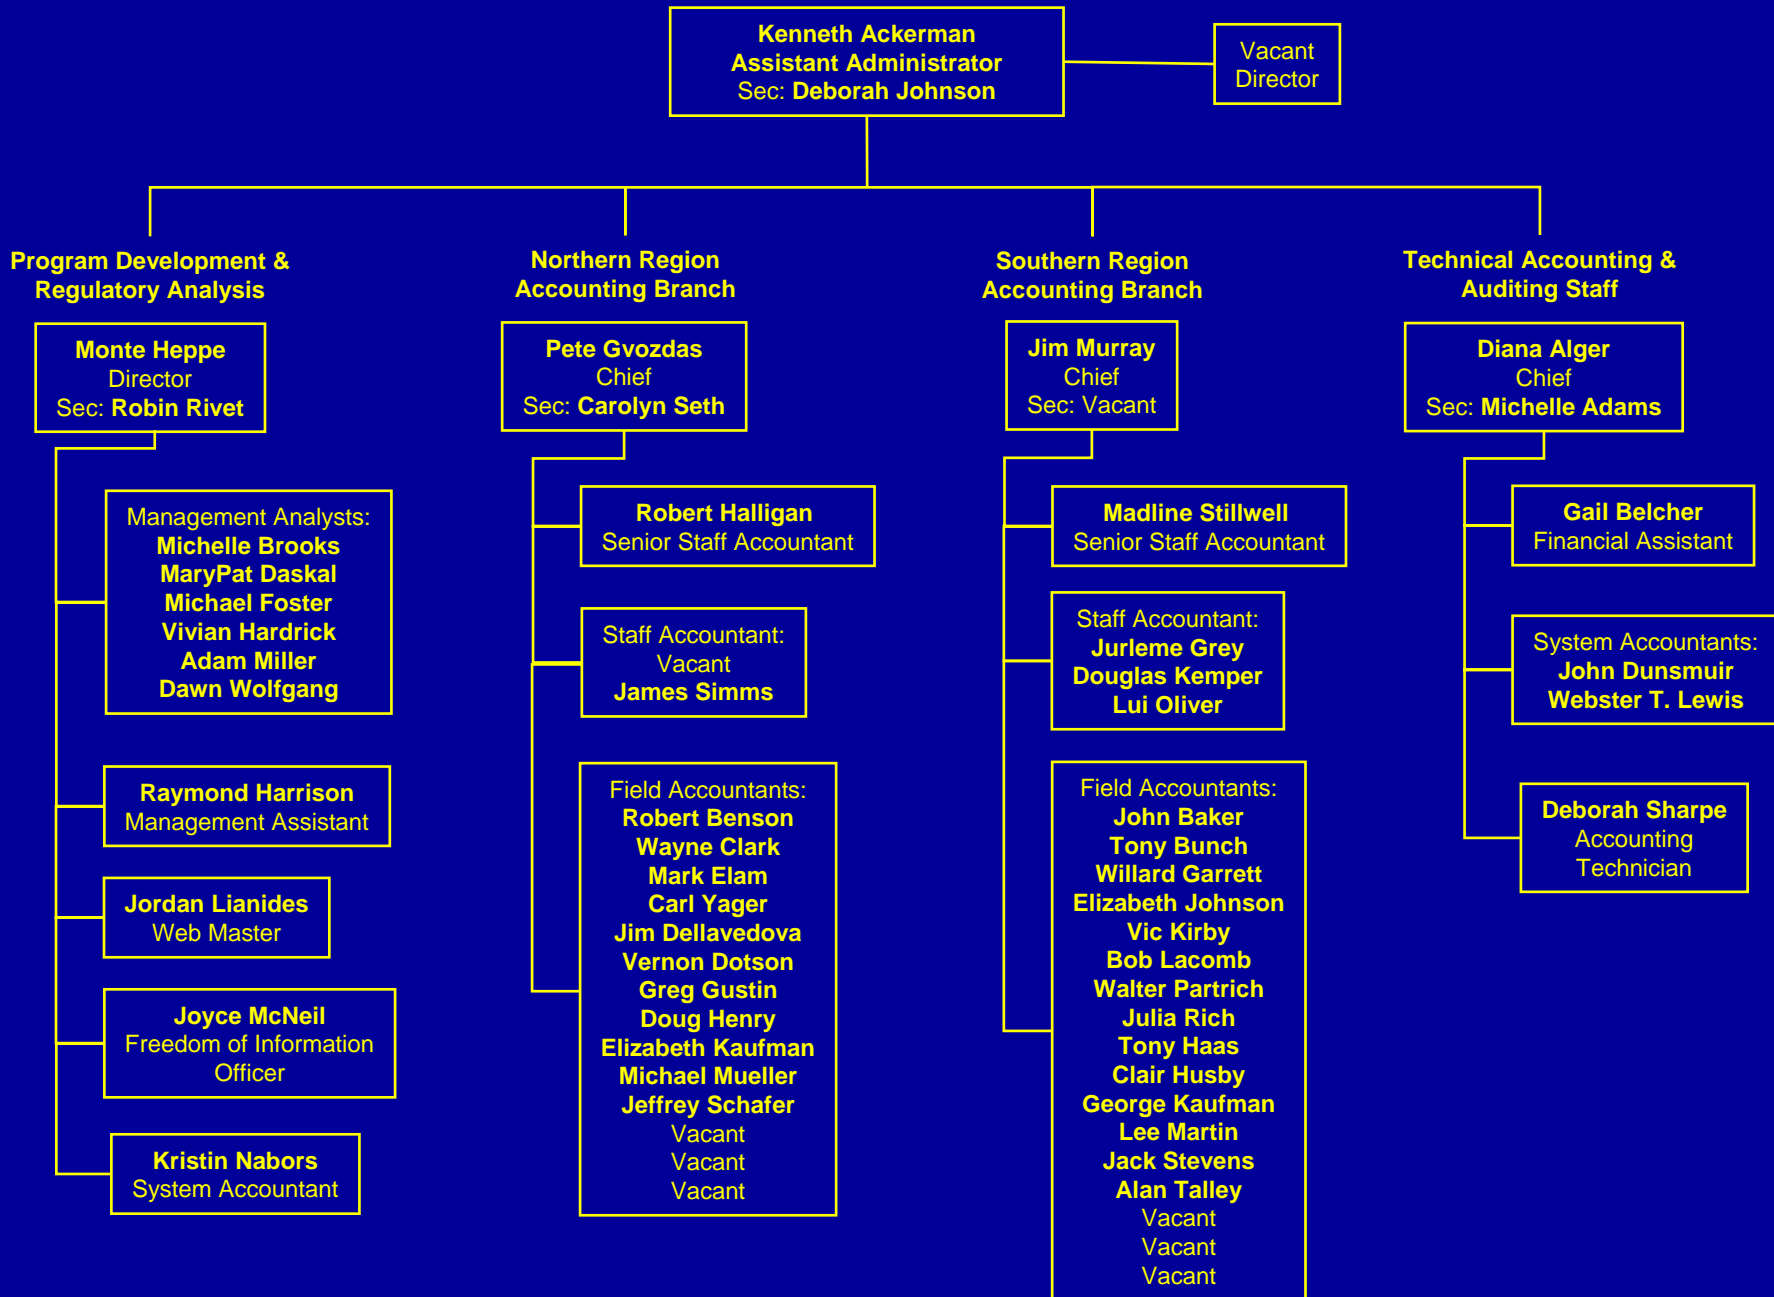 Kenneth Ackerman
Assistant Administrator
Sec: Deborah Johnson
Vacant
Director
Program Development &
Regulatory Analysis
Monte Heppe
Director
Sec: Robin Rivet
Management Analysts:
Michelle Brooks
MaryPat Daskal
Michael Foster
Vivian Hardrick
Adam Miller
Dawn Wolfgang
Raymond Harrison
Management Assistant
Jordan Lianides
Web Master
Joyce McNeil
Freedom of Information
Officer
Kristin Nabors
System Accountant
Northern Region
Accounting Branch
Pete Gvozdas
Chief
Sec: Carolyn Seth
Robert Halligan
Senior Staff Accountant
Staff Accountant:
Vacant
James Simms
Field Accountants:
Robert Benson
Wayne Clark
Mark Elam
Carl Yager
Jim Dellavedova
Vernon Dotson
Greg Gustin
Doug Henry
Elizabeth Kaufman
Michael Mueller
Jeffrey Schafer
Vacant
Vacant
Vacant
Southern Region
Accounting Branch
Jim Murray
Chief
Sec: Vacant
Madline Stillwell
Senior Staff Accountant
Staff Accountant:
Jurleme Grey
Douglas Kemper
Lui Oliver
Field Accountants:
John Baker
Tony Bunch
Willard Garrett
Elizabeth Johnson
Vic Kirby
Bob Lacomb
Walter Partrich
Julia Rich
Tony Haas
Clair Husby
George Kaufman
Lee Martin
Jack Stevens
Alan Talley
Vacant
Vacant
Vacant
Technical Accounting &
Auditing Staff
Diana Alger
Chief
Sec: Michelle Adams
Gail Belcher
Financial Assistant
System Accountants:
John Dunsmuir
Webster T. Lewis
Deborah Sharpe
Accounting
Technician